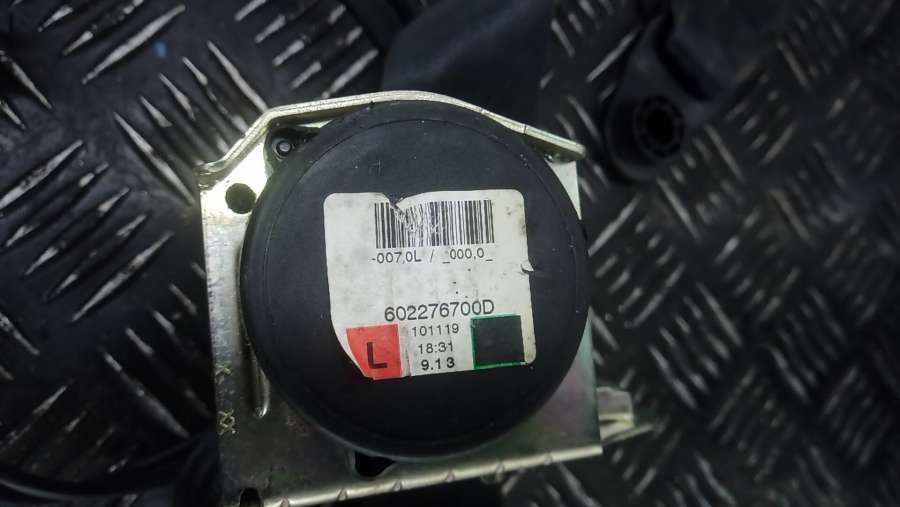 -007,0L / _000,0_
602276700D
101119
L
18:31
9.13